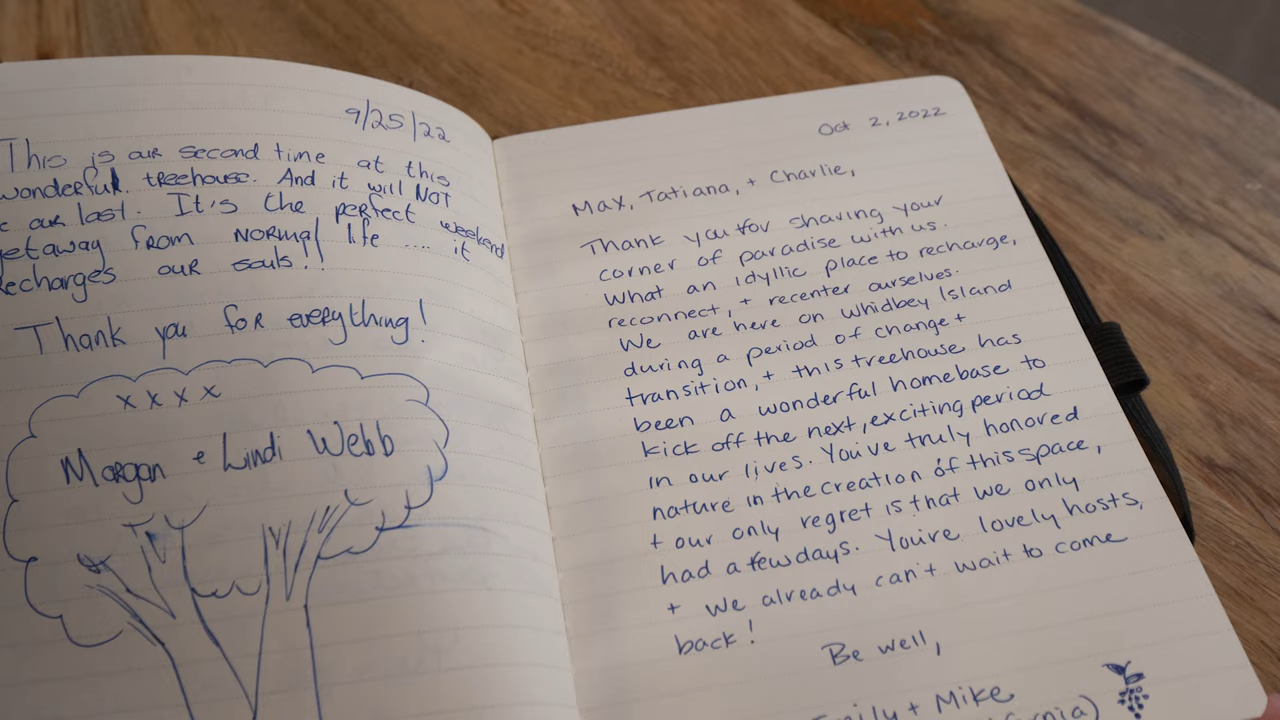 9/25/22
This is our second time at this
wonderful treehouse. And it will NOT
our last. It's the perfect weekend
from NORMAl life .... it
our souls!!
Thank you for everything!
x x x x
Morgan & Lindi Webb
Oct 2, 2022
Max, Tatiana, + Charlie,
Thank you for sharing your
corner of paradise with us.
What an idyllic place to recharge,
reconnect, + recenter ourselves.
We are here on Whidbey Island
during a period of change +
transition, + this treehouse has
been a wonderful homebase to
kick off the next, exciting period
in our lives. You've truly honored
nature in the creation of this space,
+ our only regret is that we only
had a few days. You're lovely hosts,
+ we already can't wait to come
back!
Be well,
+ Mike